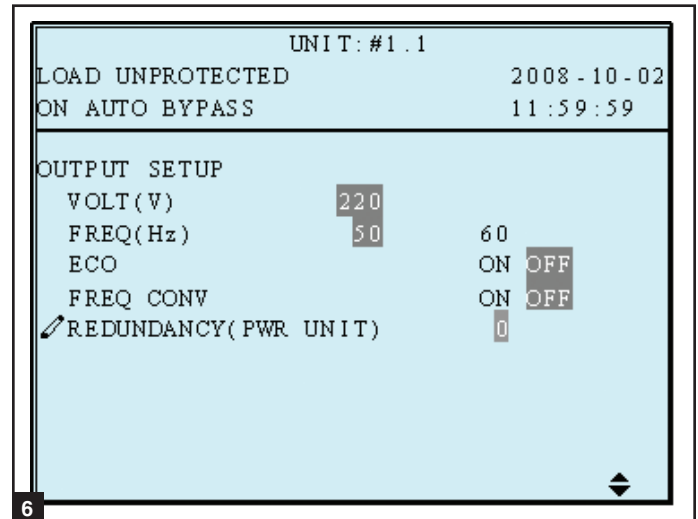 UNIT:#1.1
LOAD UNPROTECTED 2008-10-02
ON AUTO BYPASS 11:59:59
OUTPUT SETUP
VOLT(V) 220
FREQ(Hz) 50 60
ECO ON OFF
FREQ CONV ON OFF
REDUNDANCY(PWR UNIT) 0
6